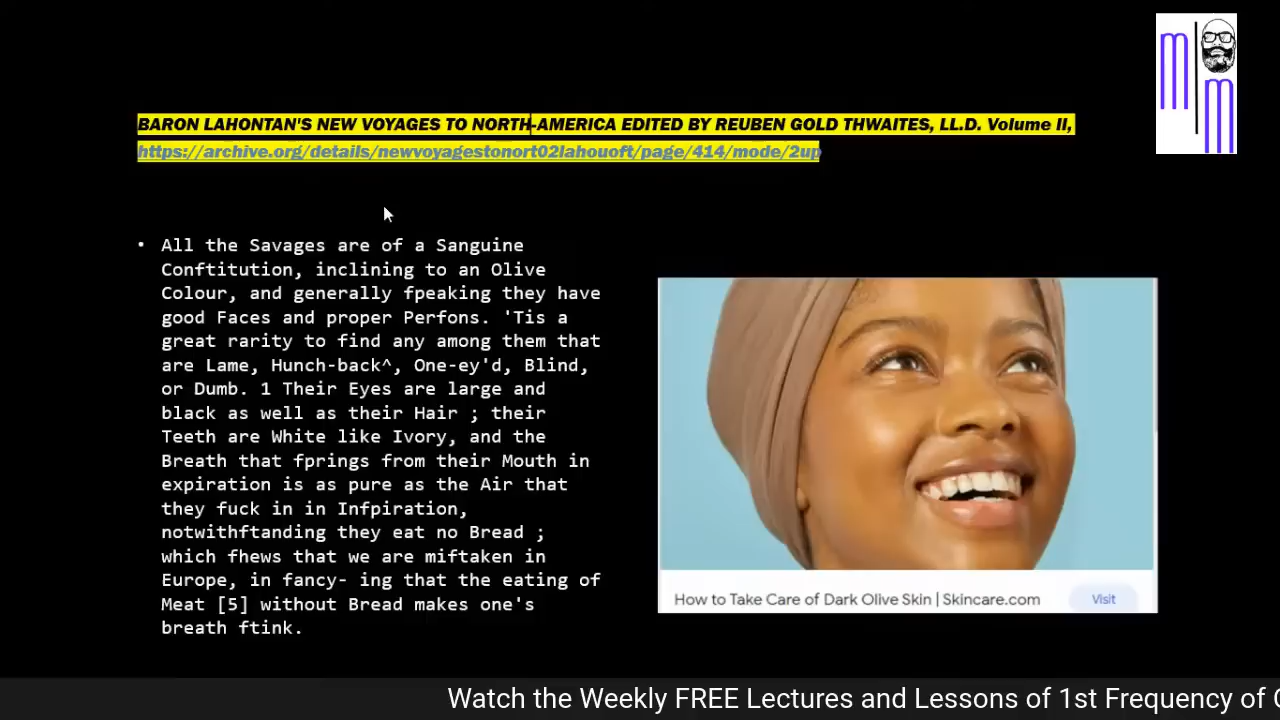 m
m
BARON LAHONTAN'S NEW VOYAGES TO NORTH-AMERICA EDITED BY REUBEN GOLD THWAITES, LL.D. Volume II,
https://archive.org/details/newvoyagestonort02lahouoft/page/414/mode/2up
• All the Savages are of a Sanguine
Conftitution, inclining to an Olive
Colour, and generally fpeaking they have
good Faces and proper Perfons. 'Tis a
great rarity to find any among them that
are Lame, Hunch-back^, One-ey'd, Blind,
or Dumb. 1 Their Eyes are large and
black as well as their Hair ; their
Teeth are White like Ivory, and the
Breath that fprings from their Mouth in
expiration is as pure as the Air that
they fuck in in Infpiration,
notwithftanding they eat no Bread ;
which fhews that we are miftaken in
Europe, in fancy- ing that the eating of
Meat [5] without Bread makes one's
breath ftink.
How to Take Care of Dark Olive Skin | Skincare.com
Visit
Watch the Weekly FREE Lectures and Lessons of 1st Frequency of